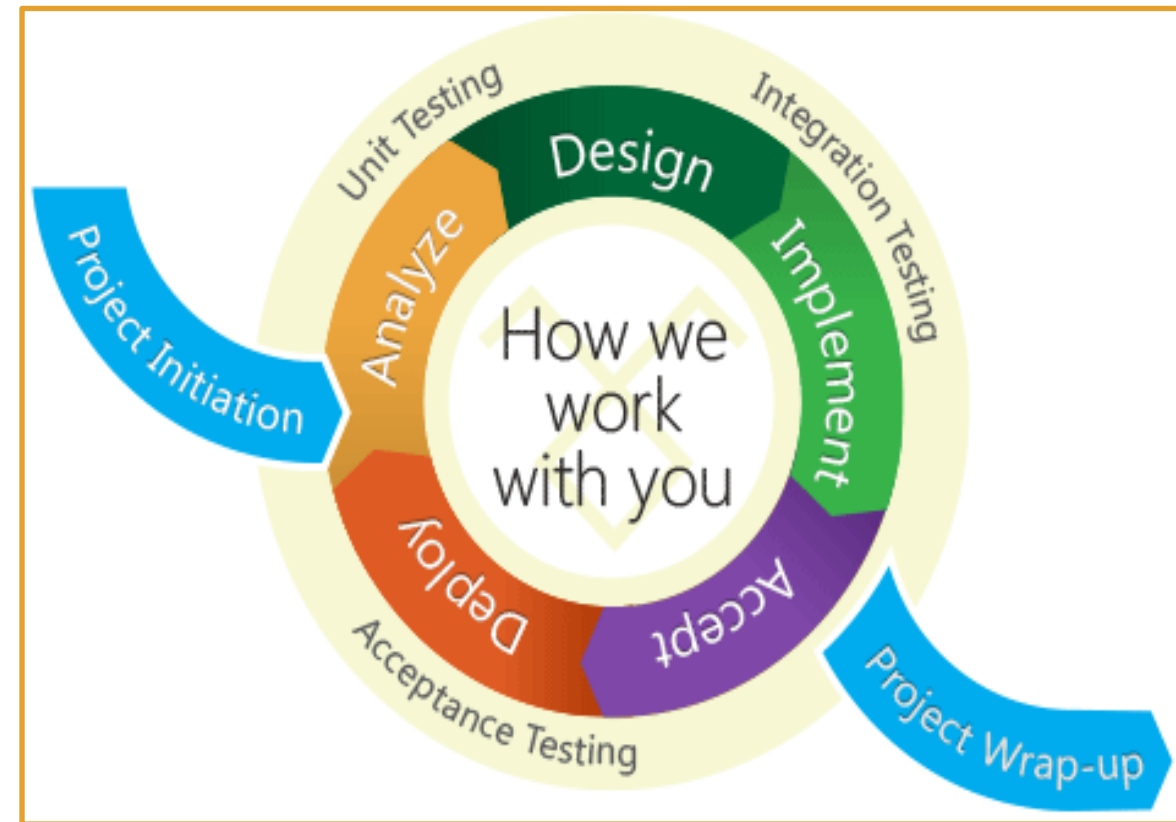 Project Initiation
Unit Testing
Integration Testing
Analyze
Design
Implement
Accept
Deploy
How we
work
with you
Acceptance Testing
Project Wrap-up